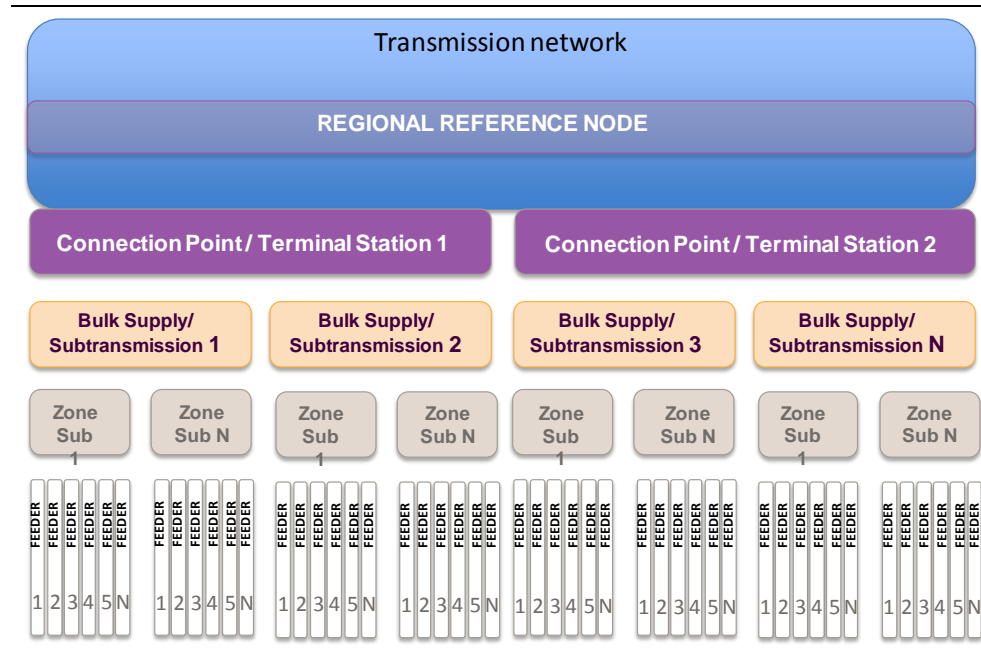 Transmission network
REGIONAL REFERENCE NODE
Connection Point / Terminal Station 1
Connection Point / Terminal Station 2
Bulk Supply/
Subtransmission 1
Bulk Supply/
Subtransmission 2
Bulk Supply/
Subtransmission 3
Bulk Supply/
Subtransmission N
Zone
Sub
1
Zone
Sub N
Zone
Sub
1
Zone
Sub N
Zone
Sub
1
Zone
Sub N
Zone
Sub
1
Zone
Sub N
FEEDER 1
FEEDER 2
FEEDER 3
FEEDER 4
FEEDER 5
FEEDER N
FEEDER 1
FEEDER 2
FEEDER 3
FEEDER 4
FEEDER 5
FEEDER N
FEEDER 1
FEEDER 2
FEEDER 3
FEEDER 4
FEEDER 5
FEEDER N
FEEDER 1
FEEDER 2
FEEDER 3
FEEDER 4
FEEDER 5
FEEDER N
FEEDER 1
FEEDER 2
FEEDER 3
FEEDER 4
FEEDER 5
FEEDER N
FEEDER 1
FEEDER 2
FEEDER 3
FEEDER 4
FEEDER 5
FEEDER N
FEEDER 1
FEEDER 2
FEEDER 3
FEEDER 4
FEEDER 5
FEEDER N
FEEDER 1
FEEDER 2
FEEDER 3
FEEDER 4
FEEDER 5
FEEDER N